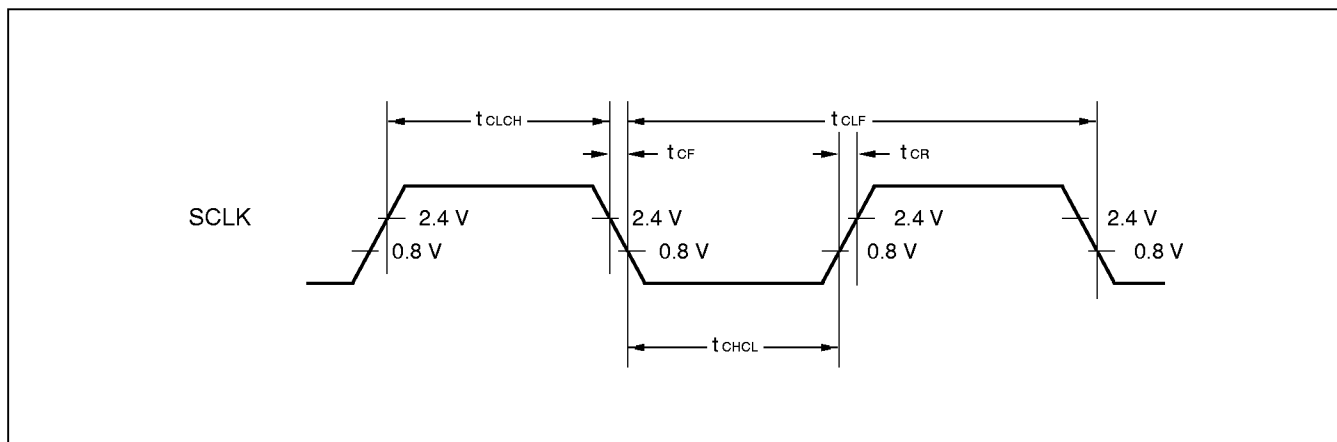 tCLCH
tCLF
tCF
tCR
SCLK
2.4 V
2.4 V
2.4 V
2.4 V
0.8 V
0.8 V
0.8 V
0.8 V
tCHCL